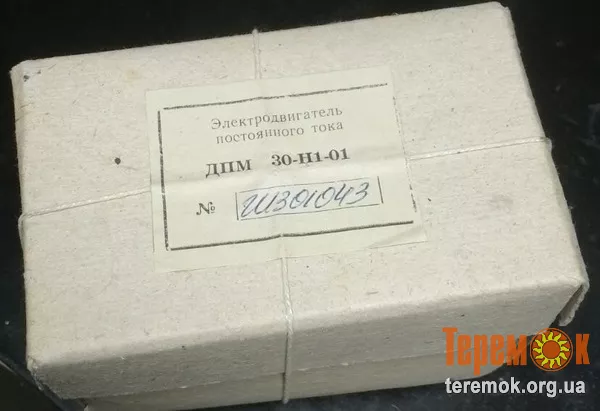 Электродвигатель
постоянного тока
ДПМ 30-Н1-01
№ Ш301043
Теремок
teremok.org.ua